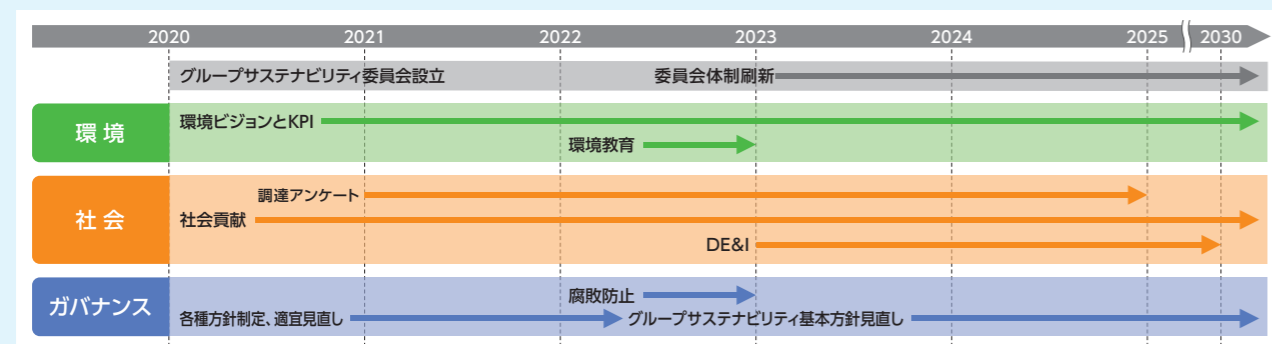 2020 2021 2022 2023 2024 2025 2030
グループサステナビリティ委員会設立 委員会体制刷新
環境
環境ビジョンとKPI
環境教育
社会
調達アンケート
社会貢献
DE&I
ガバナンス
腐敗防止
各種方針制定、適宜見直し グループサステナビリティ基本方針見直し